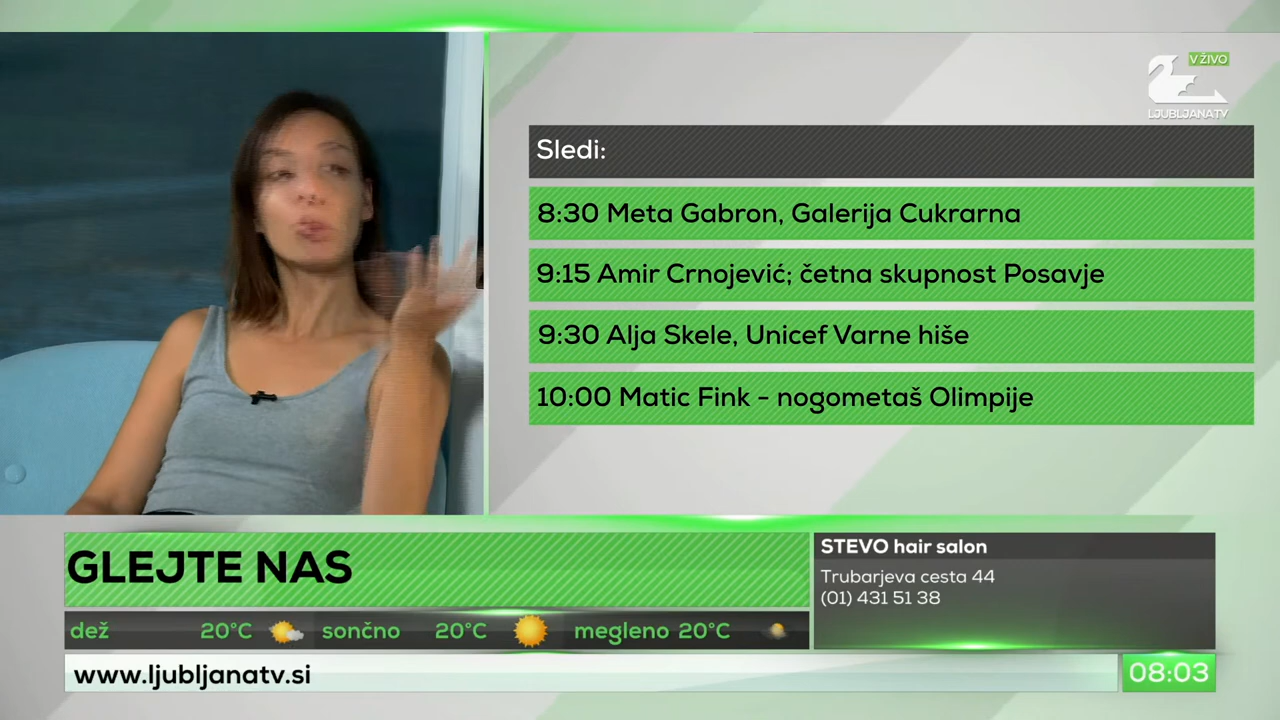 V ŽIVO
LJUBLJANATV
Sledi:
8:30 Meta Gabron, Galerija Cukrarna
9:15 Amir Crnojević; četna skupnost Posavje
9:30 Alja Skele, Unicef Varne hiše
10:00 Matic Fink - nogometaš Olimpije
GLEJTE NAS
STEVO hair salon
Trubarjeva cesta 44
(01) 431 51 38
dež 20°C sončno 20°C megleno 20°C
www.ljubljanatv.si
08:03